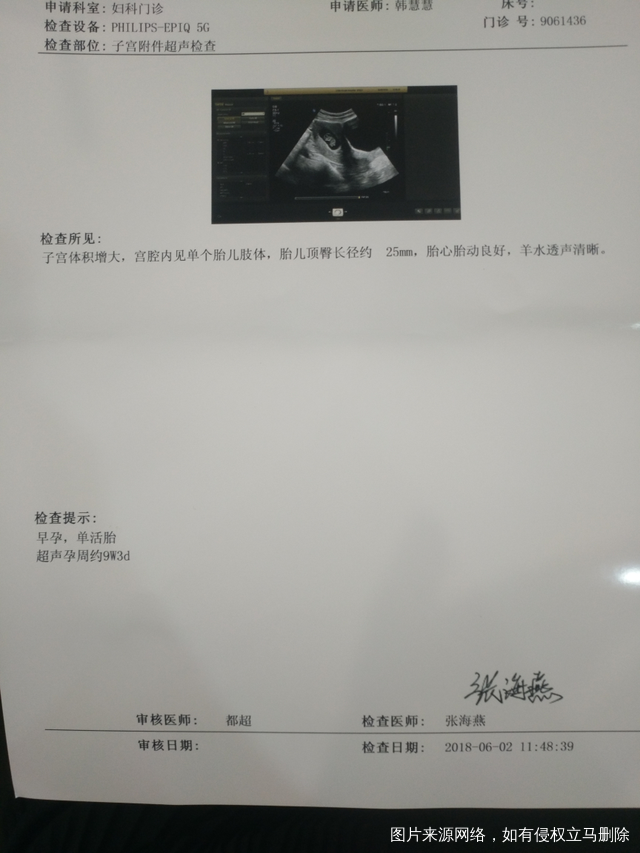 申请科室: 妇科门诊 申请医师: 韩慧慧 床号:
检查设备: PHILIPS-EPIQ 5G 门诊 号: 9061436
检查部位: 子宫附件超声检查
检查所见:
子宫体积增大, 宫腔内见单个胎儿肢体, 胎儿顶臀长径约 25mm, 胎心胎动良好, 羊水透声清晰。
检查提示:
早孕, 单活胎
超声孕周约9W3d
张海燕
审核医师: 都超 检查医师: 张海燕
审核日期: 检查日期: 2018-06-02 11:48:39
图片来源网络，如有侵权立马删除